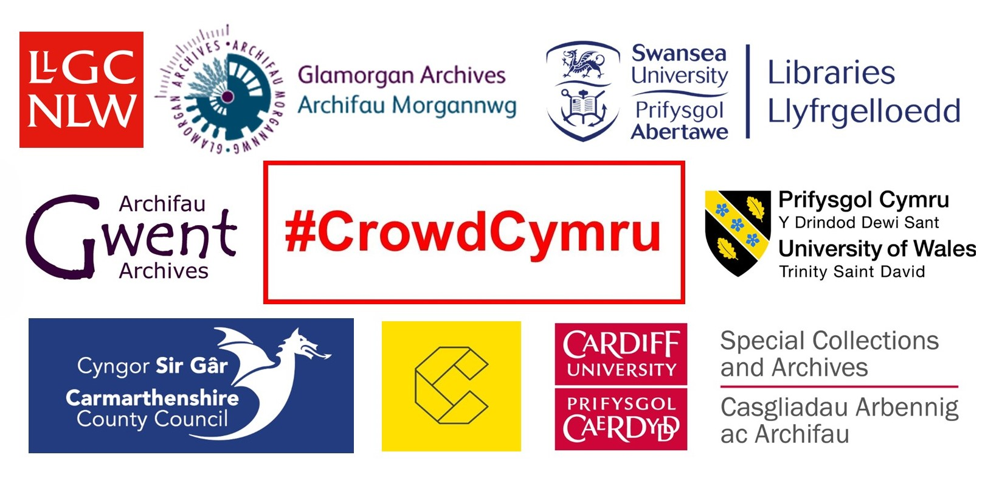 LLGC
NLW
GLAMORGAN ARCHIVES • ARCHIFAU MORGANNWG •
Glamorgan Archives
Archifau Morgannwg
Swansea
University
Prifysgol
Abertawe
Libraries
Llyfrgelloedd
Archifau
Gwent
Archives
#CrowdCymru
Prifysgol Cymru
Y Drindod Dewi Sant
University of Wales
Trinity Saint David
Cyngor Sir Gâr
Carmarthenshire
County Council
CARDIFF
UNIVERSITY
PRIFYSGOL
CAERDYDD
Special Collections
and Archives
Casgliadau Arbennig
ac Archifau